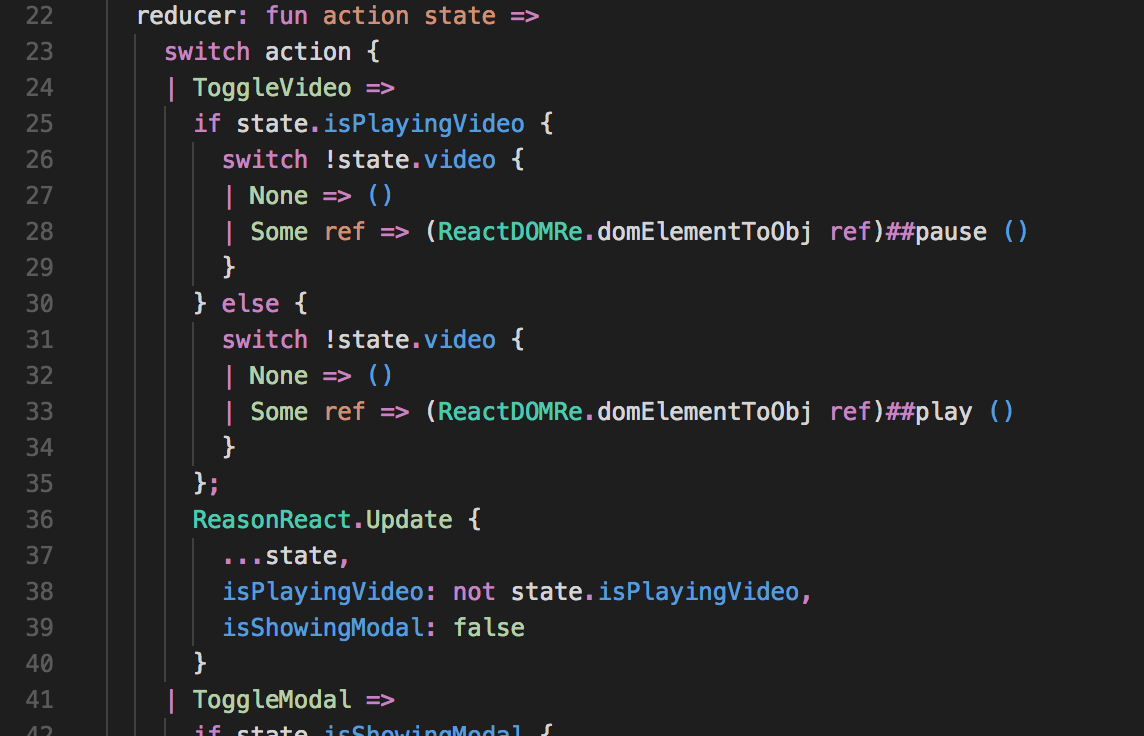 22 reducer: fun action state =>
23 switch action {
24 | ToggleVideo =>
25 if state.isPlayingVideo {
26 switch !state.video {
27 | None => ()
28 | Some ref => (ReactDOMRe.domElementToObj ref)##pause ()
29 }
30 } else {
31 switch !state.video {
32 | None => ()
33 | Some ref => (ReactDOMRe.domElementToObj ref)##play ()
34 }
35 };
36 ReasonReact.Update {
37 ...state,
38 isPlayingVideo: not state.isPlayingVideo,
39 isShowingModal: false
40 }
41 | ToggleModal =>
42 if state.isShowingModal {